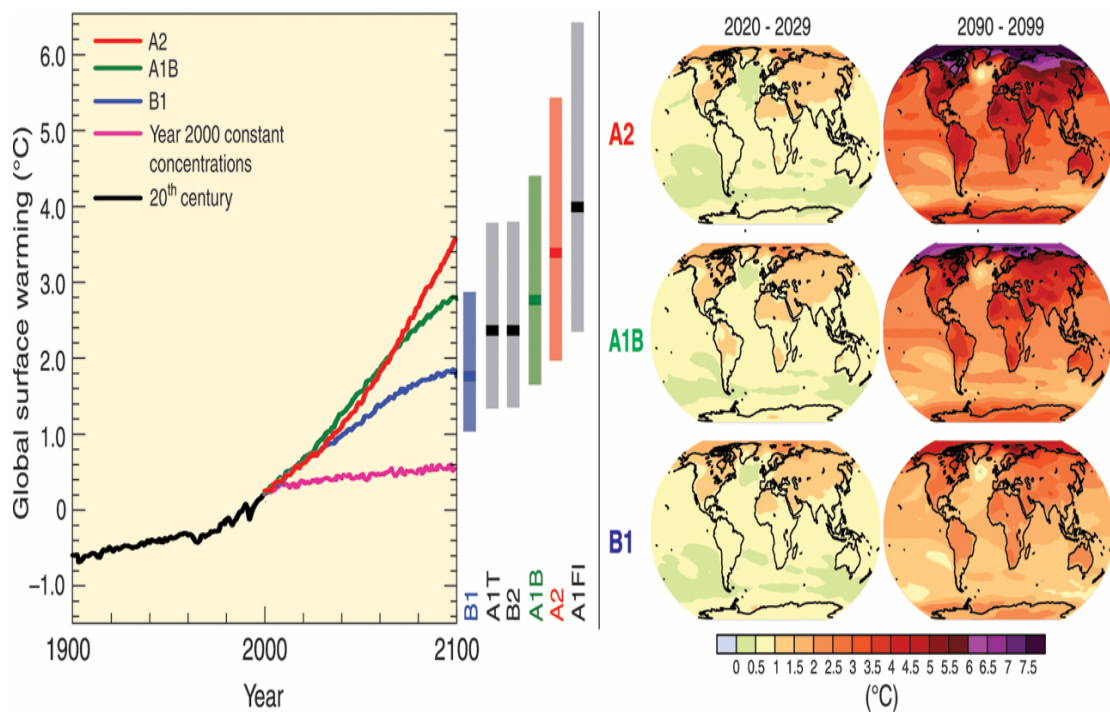 Global surface warming (°C)
6.0
5.0
4.0
3.0
2.0
1.0
0
−1.0
A2
A1B
B1
Year 2000 constant
concentrations
20th century
1900
2000
2100
Year
B1
A1T
B2
A1B
A2
A1FI
2020 - 2029
2090 - 2099
A2
A1B
B1
0 0.5 1 1.5 2 2.5 3 3.5 4 4.5 5 5.5 6 6.5 7 7.5
(°C)